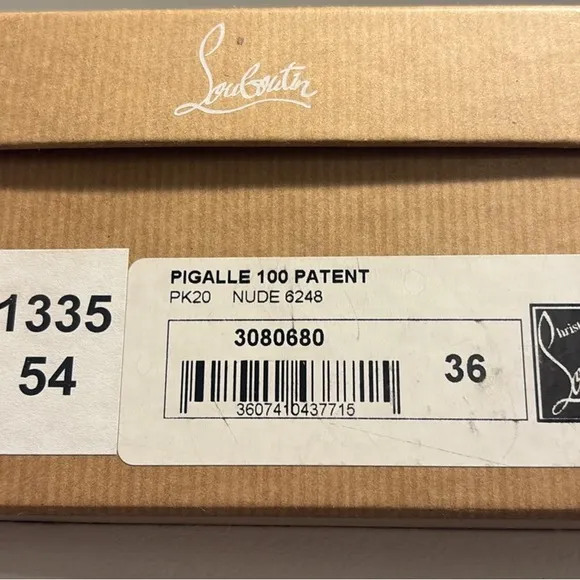 Louboutin
1335
54
PIGALLE 100 PATENT
PK20 NUDE 6248
3080680
36
3607410437715